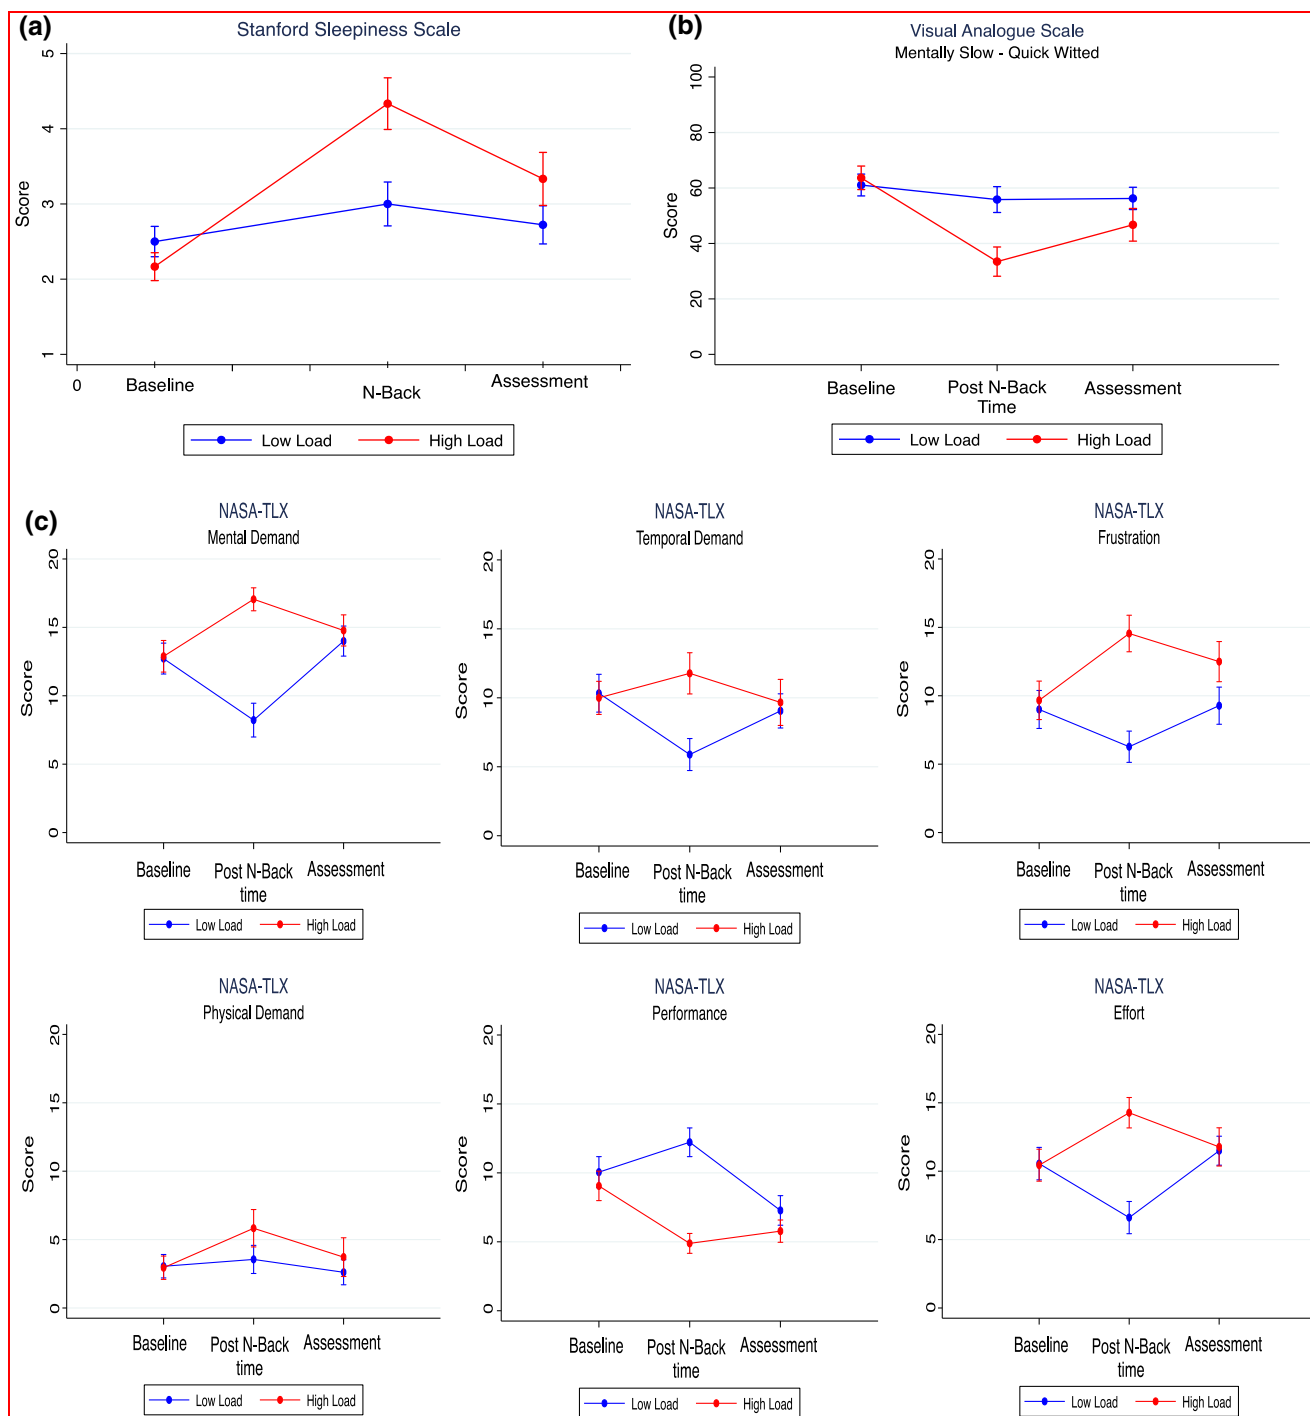 (a)
Stanford Sleepiness Scale
5
4
3
2
1
Score
0
Baseline
N-Back
Assessment
Low Load
High Load
(b)
Visual Analogue Scale
Mentally Slow - Quick Witted
100
80
60
40
20
0
Score
Baseline
Post N-Back
Assessment
Time
Low Load
High Load
(c)
NASA-TLX
Mental Demand
20
15
10
5
0
Score
Baseline
Post N-Back
Assessment
time
Low Load
High Load
NASA-TLX
Temporal Demand
20
15
10
5
0
Score
Baseline
Post N-Back
Assessment
time
Low Load
High Load
NASA-TLX
Frustration
20
15
10
5
0
Score
Baseline
Post N-Back
Assessment
time
Low Load
High Load
NASA-TLX
Physical Demand
20
15
10
5
0
Score
Baseline
Post N-Back
Assessment
time
Low Load
High Load
NASA-TLX
Performance
20
15
10
5
0
Score
Baseline
Post N-Back
Assessment
time
Low Load
High Load
NASA-TLX
Effort
20
15
10
5
0
Score
Baseline
Post N-Back
Assessment
time
Low Load
High Load